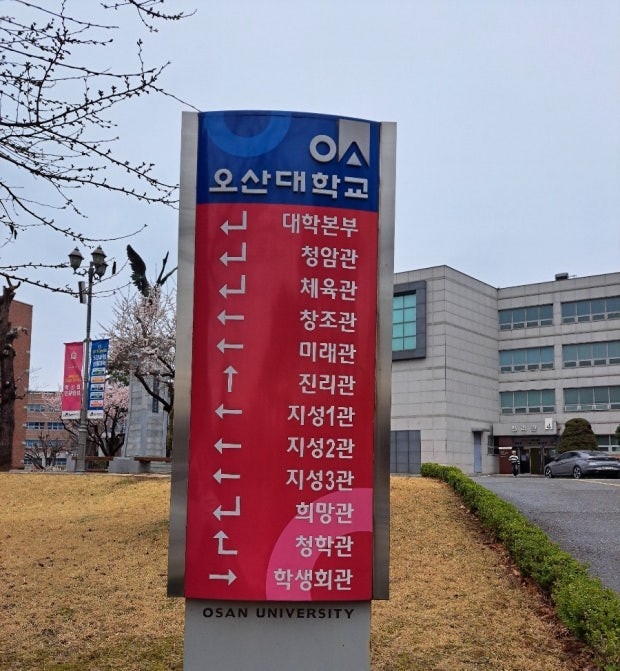 오산대학교
↲ 대학본부
↲ 청암관
↲ 체육관
← 창조관
← 미래관
↑ 진리관
← 지성1관
← 지성2관
← 지성3관
↲ 희망관
↰ 청학관
→ 학생회관
OSAN UNIVERSITY